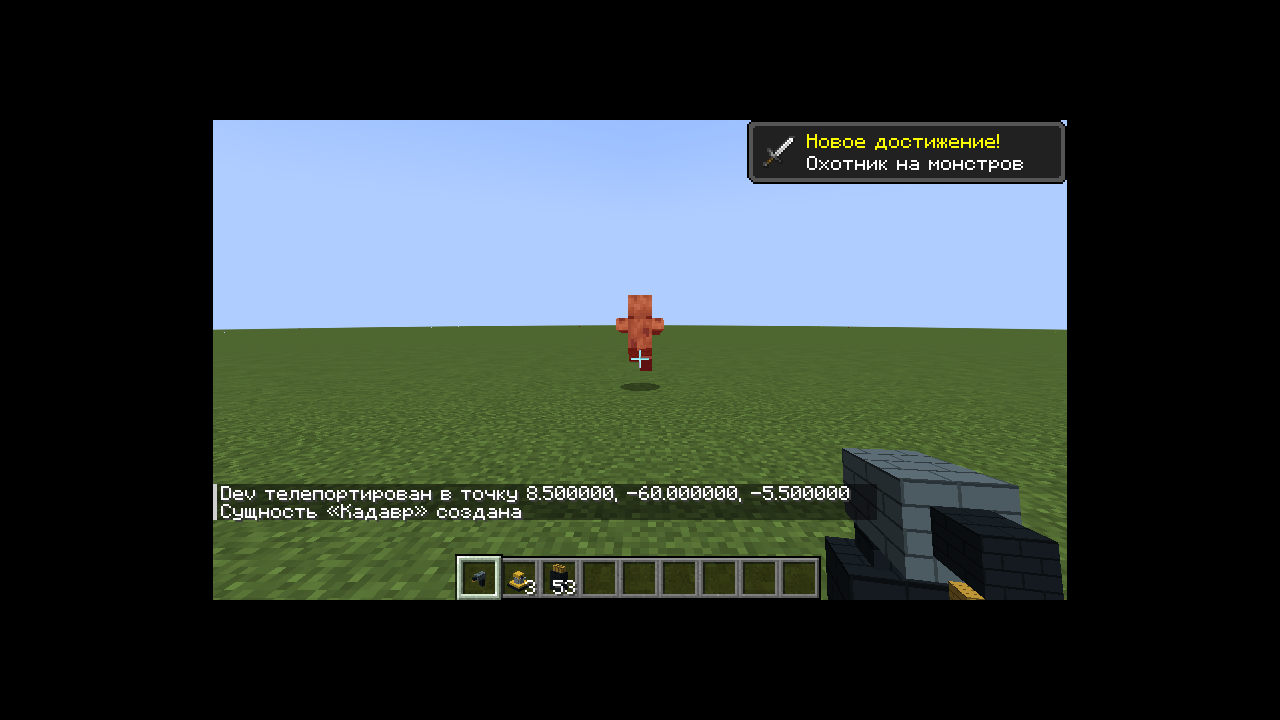 Новое достижение!
Охотник на монстров
Dev телепортирован в точку 8.500000, -60.000000, -5.500000
Сущность «Кадавр» создана
3
53